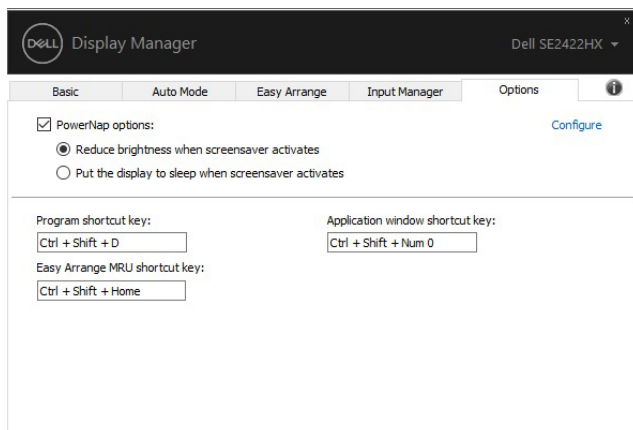 x
DELL Display Manager Dell SE2422HX
Basic Auto Mode Easy Arrange Input Manager Options i
PowerNap options: Configure
Reduce brightness when screensaver activates
Put the display to sleep when screensaver activates
Program shortcut key: Application window shortcut key:
Ctrl + Shift + D Ctrl + Shift + Num 0
Easy Arrange MRU shortcut key:
Ctrl + Shift + Home